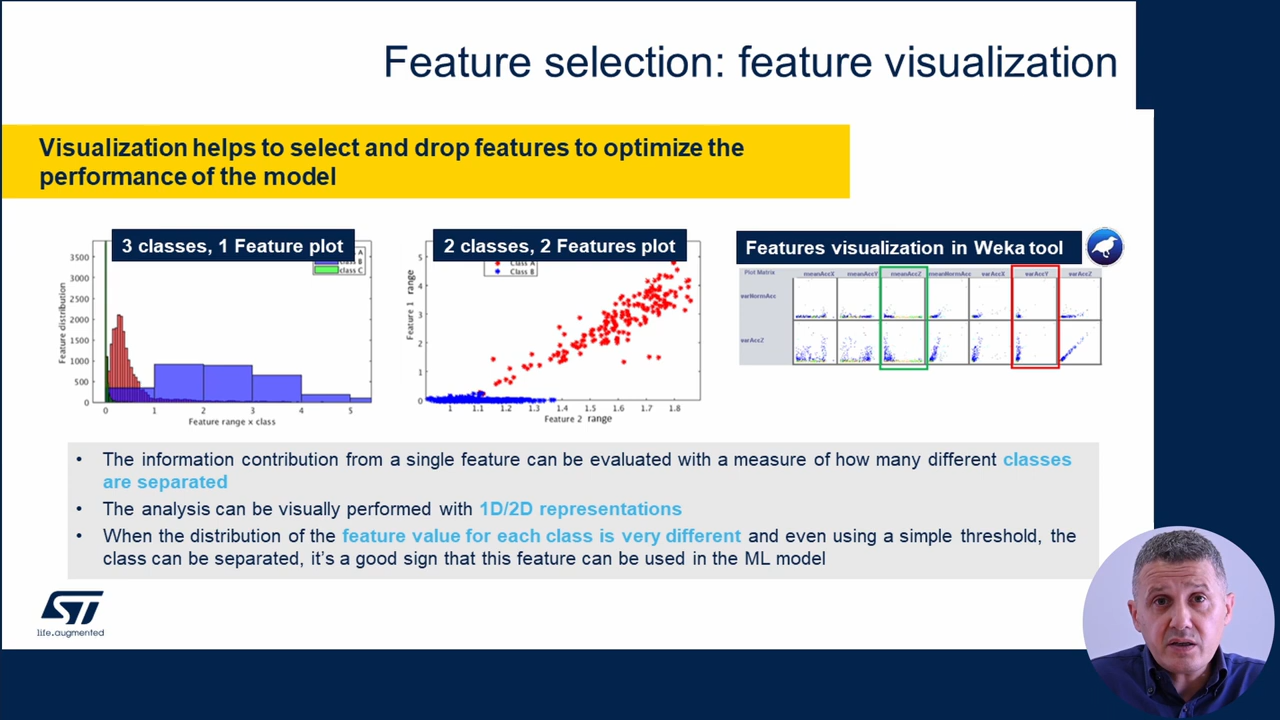 Feature selection: feature visualization
Visualization helps to select and drop features to optimize the
performance of the model
3 classes, 1 Feature plot
class C
3500
3000
2500
2000
1500
1000
500
0
Feature distribution
0 1 2 3 4 5
Feature range x class
2 classes, 2 Features plot
Class A
Class B
5
4
3
2
1
0
Feature 1 range
1 1.1 1.2 1.3 1.4 1.5 1.6 1.7 1.8
Feature 2 range
Features visualization in Weka tool
Plot Matrix meanAccX meanAccY meanAccZ meanNormAcc varAccX varAccY varAccZ
varNormAcc
varAccZ
• The information contribution from a single feature can be evaluated with a measure of how many different classes
are separated
• The analysis can be visually performed with 1D/2D representations
• When the distribution of the feature value for each class is very different and even using a simple threshold, the
class can be separated, it's a good sign that this feature can be used in the ML model
ST
life.augmented